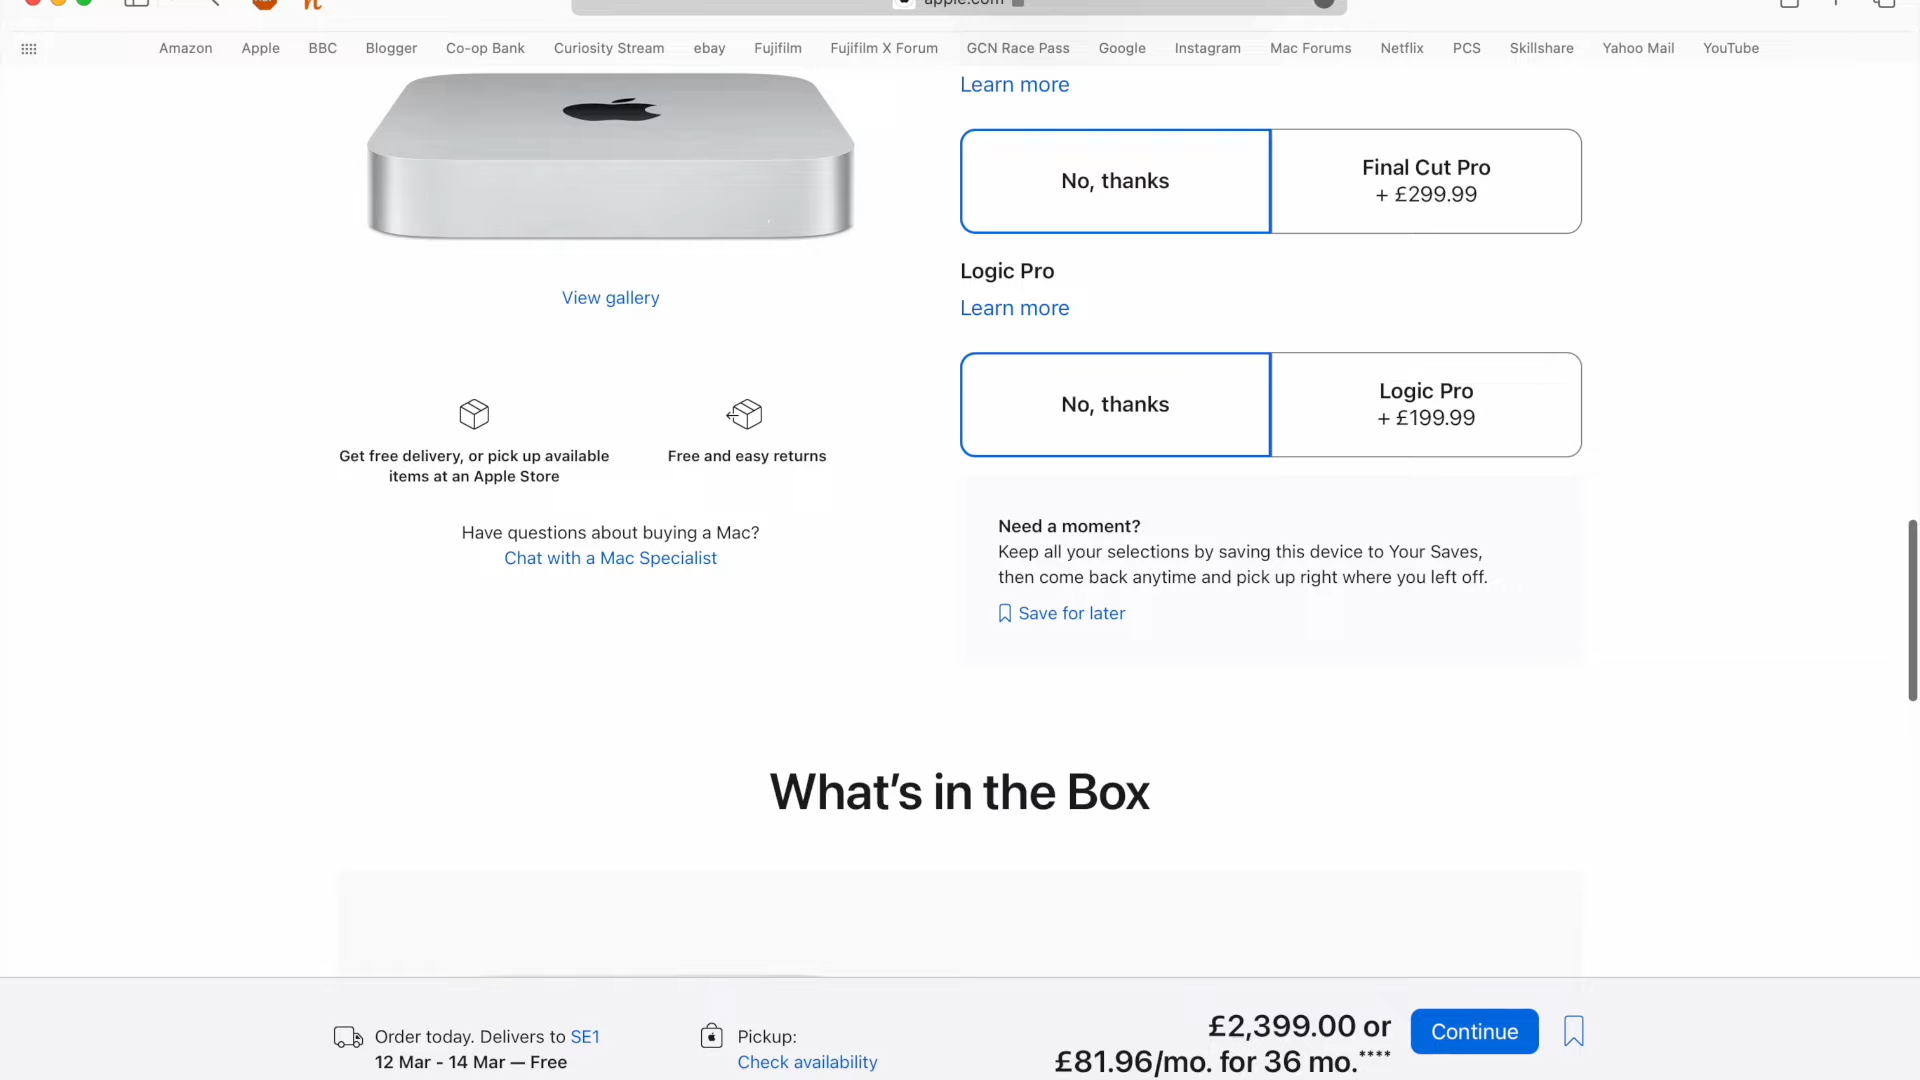 apple.com
Amazon Apple BBC Blogger Co-op Bank Curiosity Stream ebay Fujifilm Fujifilm X Forum GCN Race Pass Google Instagram Mac Forums Netflix PCS Skillshare Yahoo Mail YouTube
Learn more
No, thanks
Final Cut Pro
+ £299.99
View gallery
Logic Pro
Learn more
No, thanks
Logic Pro
+ £199.99
Get free delivery, or pick up available
items at an Apple Store
Free and easy returns
Have questions about buying a Mac?
Chat with a Mac Specialist
Need a moment?
Keep all your selections by saving this device to Your Saves,
then come back anytime and pick up right where you left off.
Save for later
What's in the Box
Order today. Delivers to SE1
12 Mar - 14 Mar — Free
Pickup:
Check availability
£2,399.00 or
£81.96/mo. for 36 mo.****
Continue